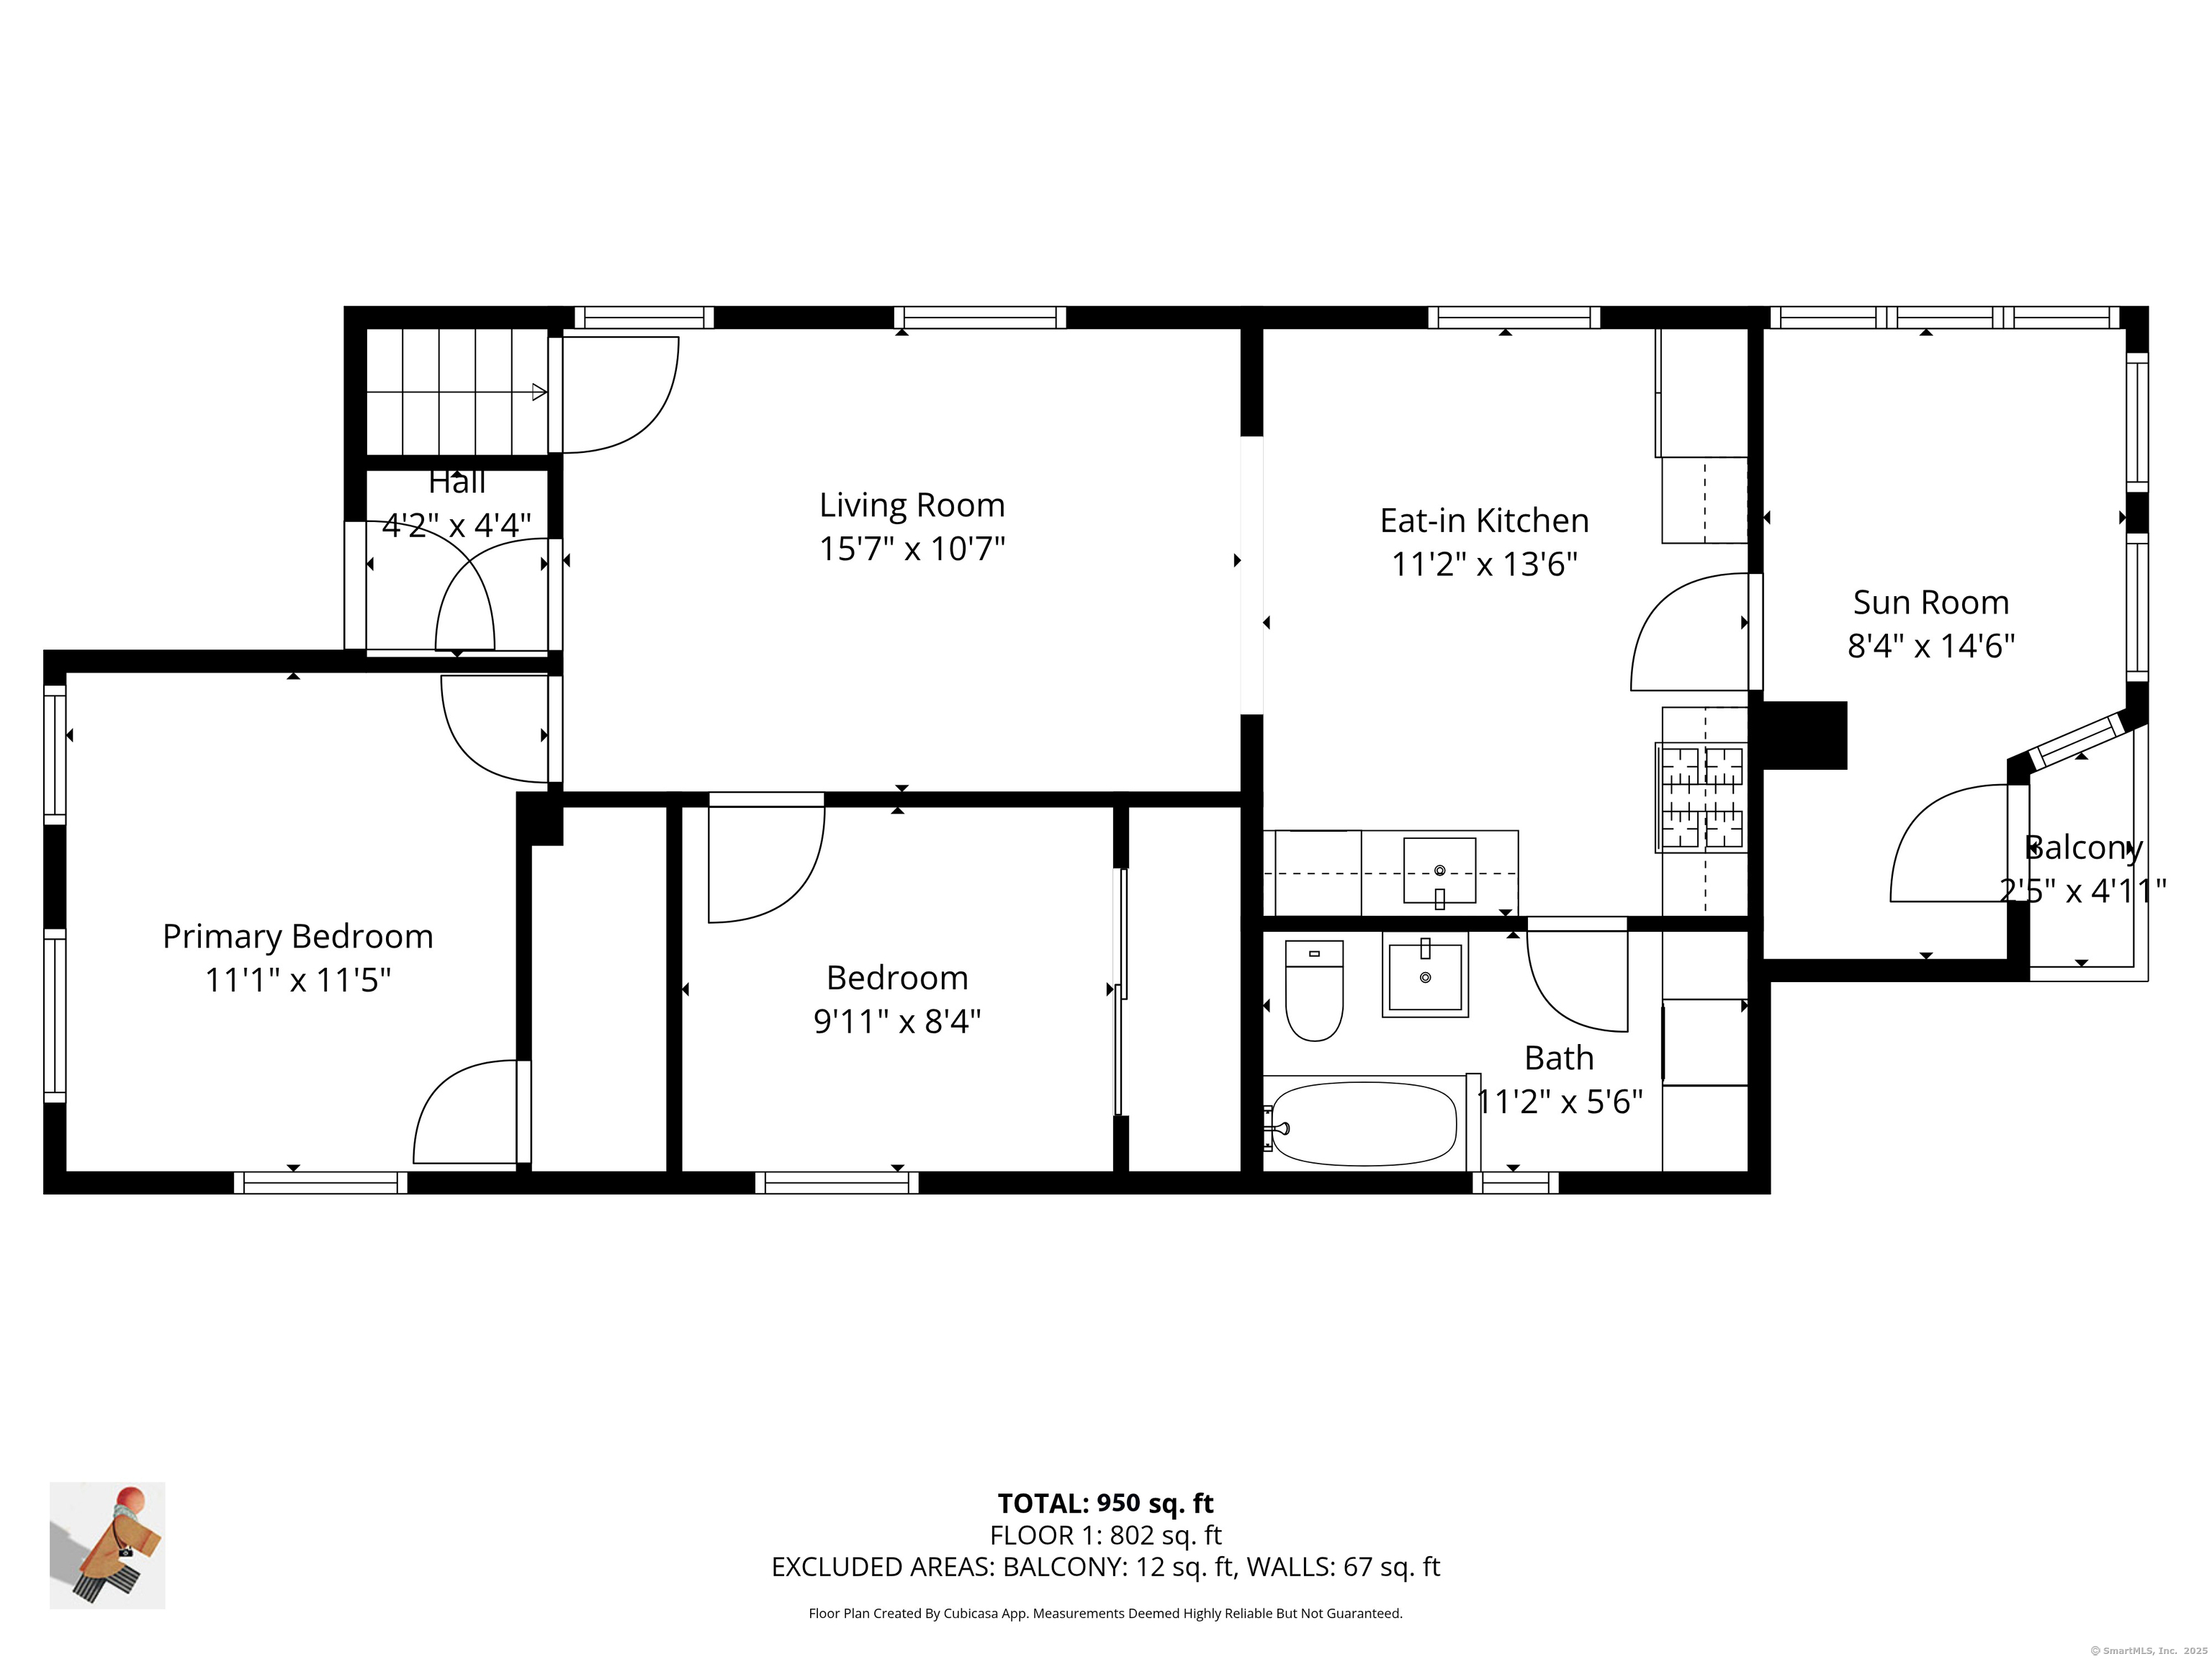 Hall
4'2" x 4'4"
Living Room
15'7" x 10'7"
Eat-in Kitchen
11'2" x 13'6"
Sun Room
8'4" x 14'6"
Balcony
2'5" x 4'11"
Primary Bedroom
11'1" x 11'5"
Bedroom
9'11" x 8'4"
Bath
11'2" x 5'6"
TOTAL: 950 sq. ft
FLOOR 1: 802 sq. ft
EXCLUDED AREAS: BALCONY: 12 sq. ft, WALLS: 67 sq. ft
Floor Plan Created By Cubicasa App. Measurements Deemed Highly Reliable But Not Guaranteed.
© SmartMLS, Inc. 2025